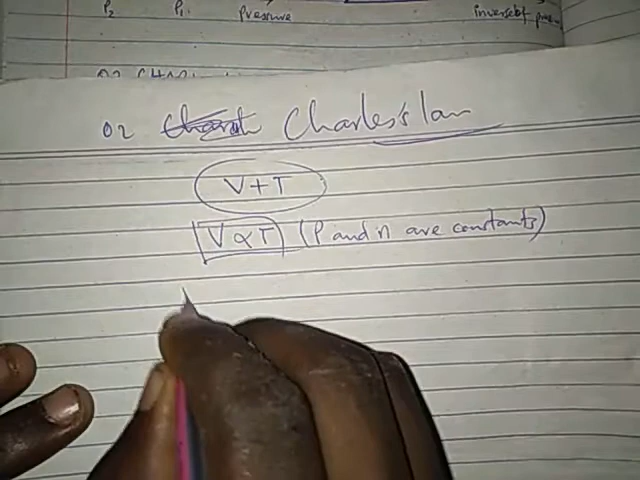 P₂ P₁ Pressure inverse of
02 Charles's law
V+T
V∝T (P and n are constants)